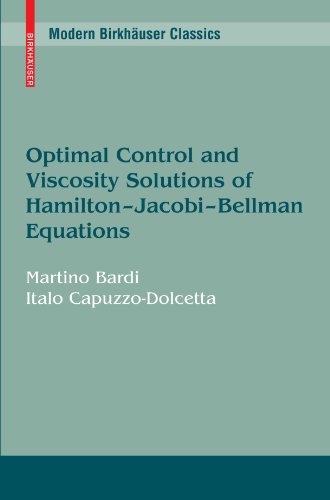 BIRKHÄUSER
Modern Birkhäuser Classics
Optimal Control and
Viscosity Solutions of
Hamilton–Jacobi–Bellman
Equations
Martino Bardi
Italo Capuzzo-Dolcetta